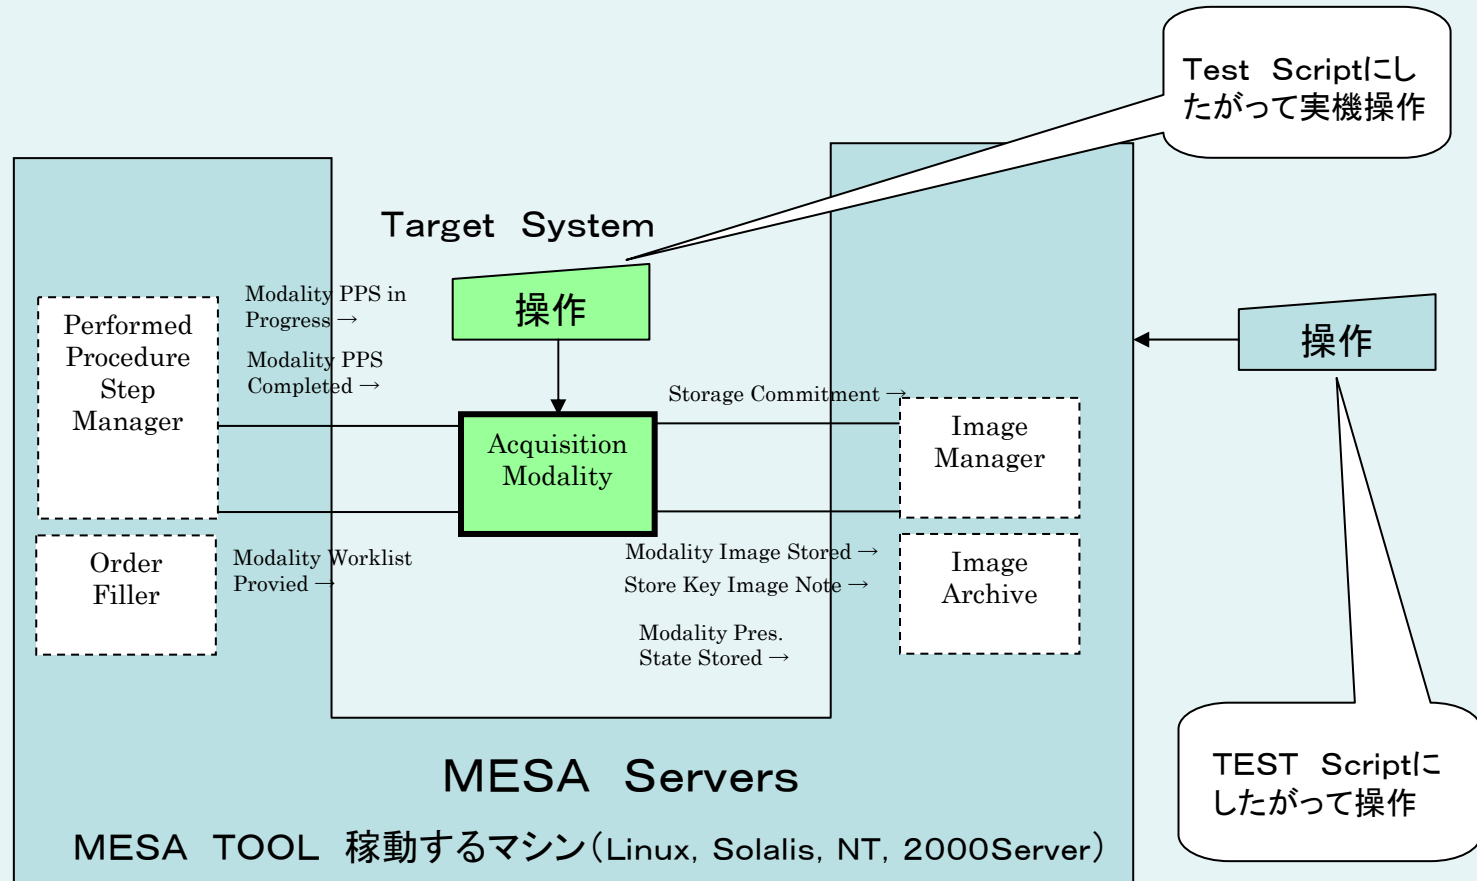 Test Scriptにし
たがって実機操作
Target System
操作
Modality PPS in
Progress →
Modality PPS
Completed →
Performed
Procedure
Step
Manager
操作
Storage Commitment →
Acquisition
Modality
Image
Manager
Order
Filler
Modality Worklist
Provied →
Modality Image Stored →
Store Key Image Note →
Modality Pres.
State Stored →
Image
Archive
TEST Scriptに
したがって操作
MESA Servers
MESA TOOL 稼動するマシン(Linux, Solalis, NT, 2000Server)